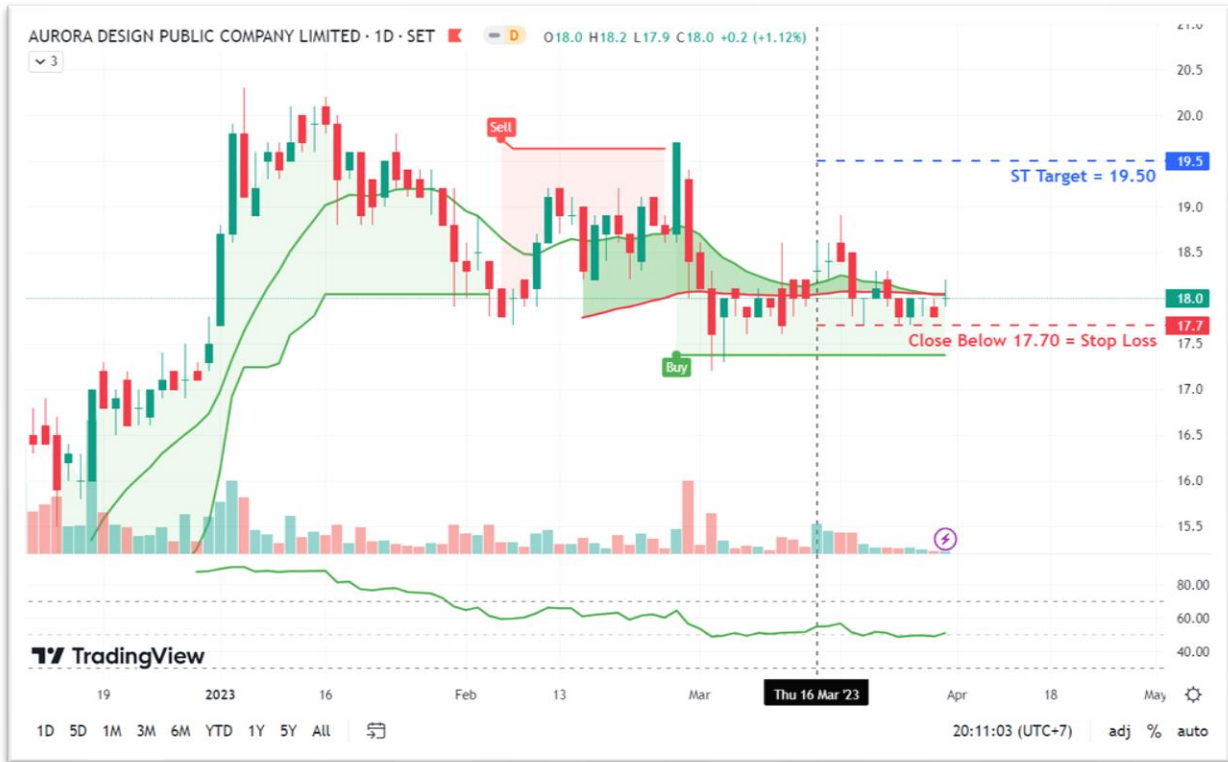 AURORA DESIGN PUBLIC COMPANY LIMITED · 1D · SET D O18.0 H18.2 L17.9 C18.0 +0.2 (+1.12%)
3
21.0
20.5
20.0
19.5
19.0
18.5
18.0
17.7
17.5
17.0
16.5
16.0
15.5
80.00
60.00
40.00
Sell
ST Target = 19.50
Close Below 17.70 = Stop Loss
Buy
TradingView
19 2023 16 Feb 13 Mar Thu 16 Mar '23 Apr 18 May
1D 5D 1M 3M 6M YTD 1Y 5Y All 20:11:03 (UTC+7) adj % auto